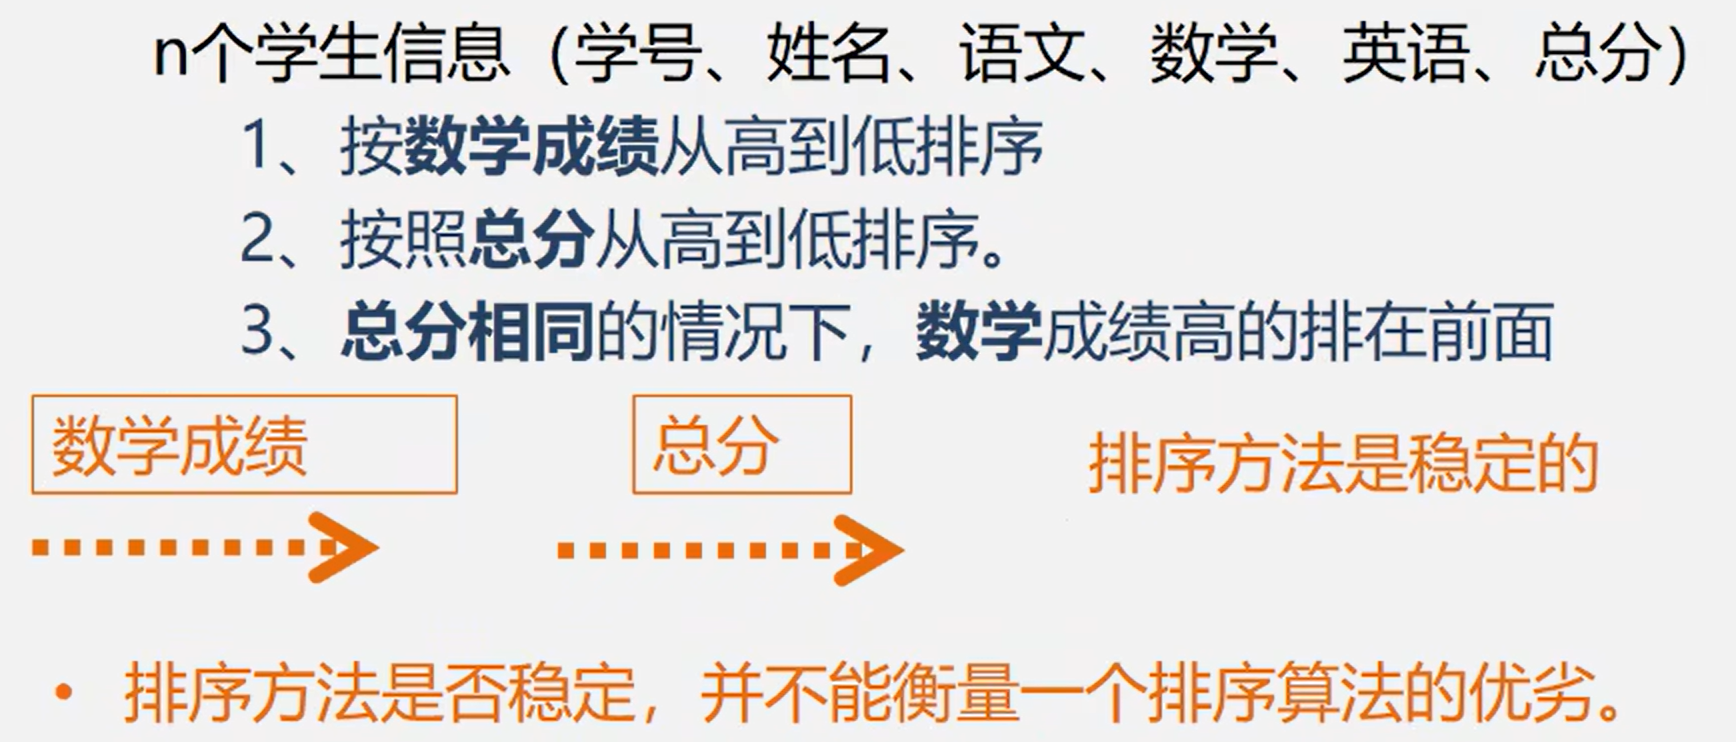 n个学生信息（学号、姓名、语文、数学、英语、总分）
1、按数学成绩从高到低排序
2、按照总分从高到低排序。
3、总分相同的情况下，数学成绩高的排在前面
数学成绩
总分
排序方法是稳定的
• 排序方法是否稳定，并不能衡量一个排序算法的优劣。